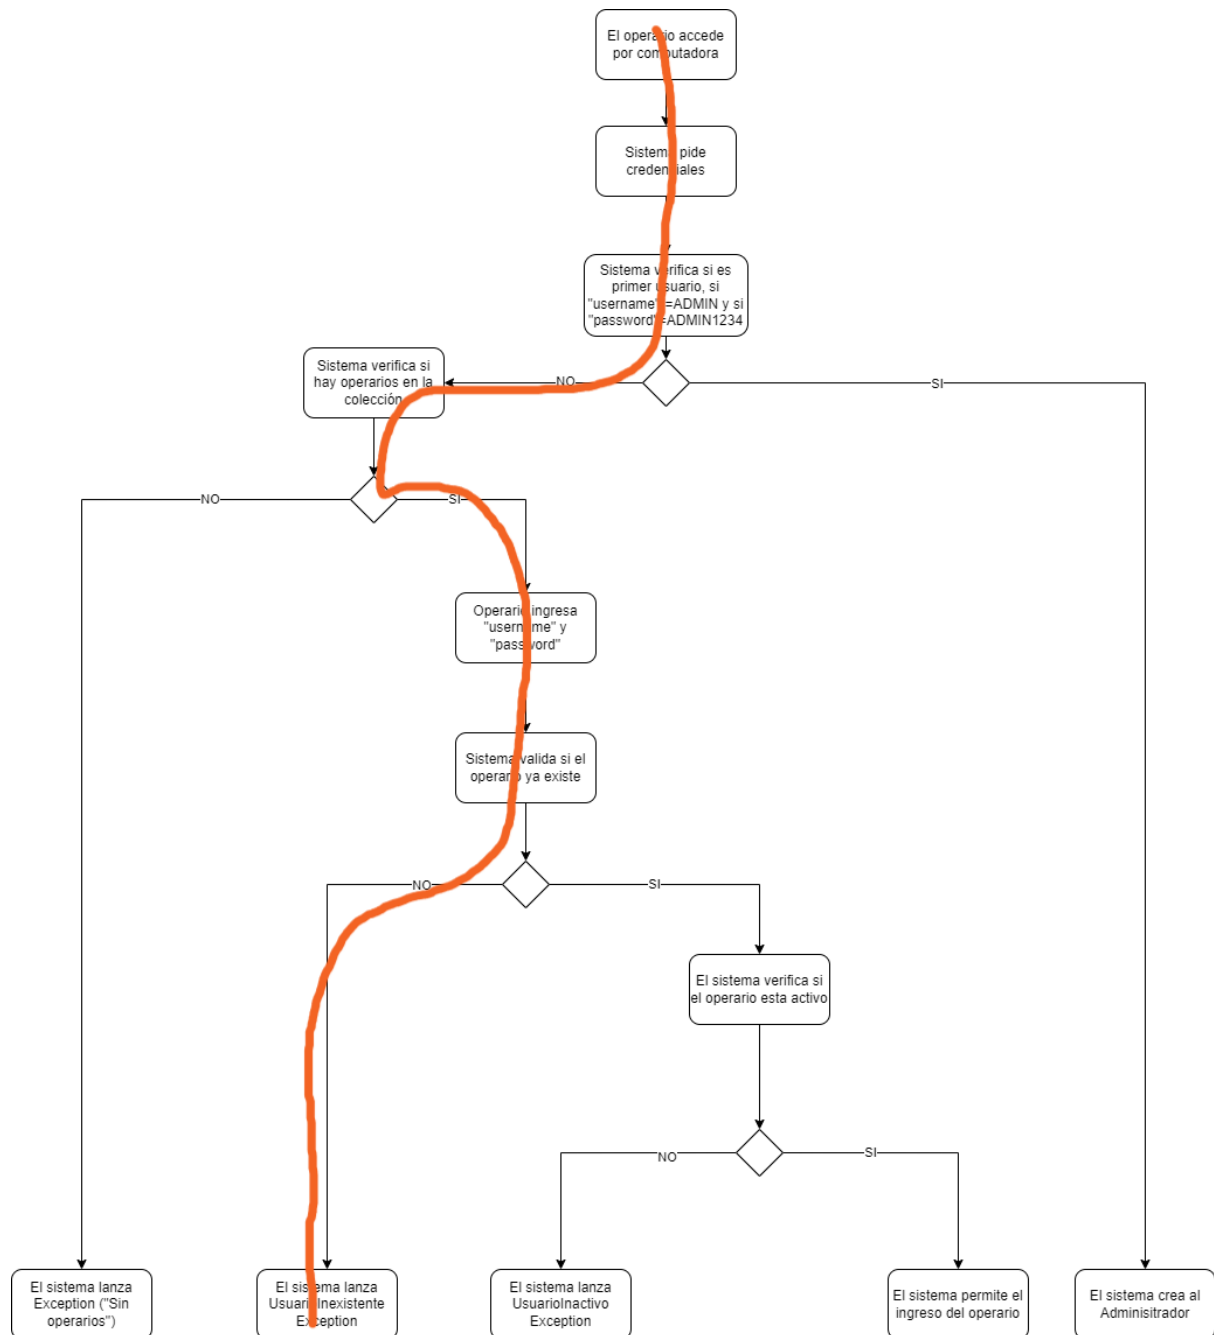 El operario accede
por computadora
Sistema pide
credenciales
Sistema verifica si es
primer usuario, si
"username"=ADMIN y si
"password"=ADMIN1234
Sistema verifica si
hay operarios en la
colección
NO
SI
NO
SI
Operario ingresa
"username" y
"password"
Sistema valida si el
operario ya existe
NO
SI
El sistema verifica si
el operario esta activo
NO
SI
El sistema lanza
Exception ("Sin
operarios")
El sistema lanza
UsuarioInexistente
Exception
El sistema lanza
UsuarioInactivo
Exception
El sistema permite el
ingreso del operario
El sistema crea al
Adminisitrador